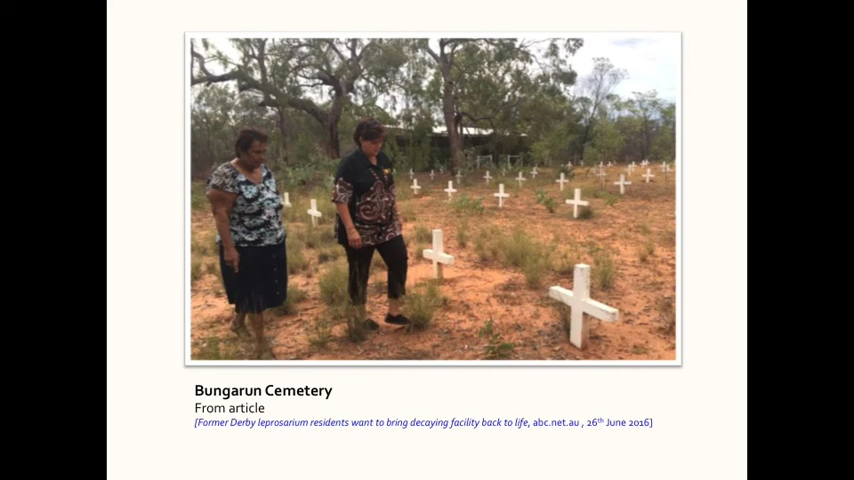 Bungarun Cemetery
From article
[Former Derby leprosarium residents want to bring decaying facility back to life, abc.net.au , 26th June 2016]